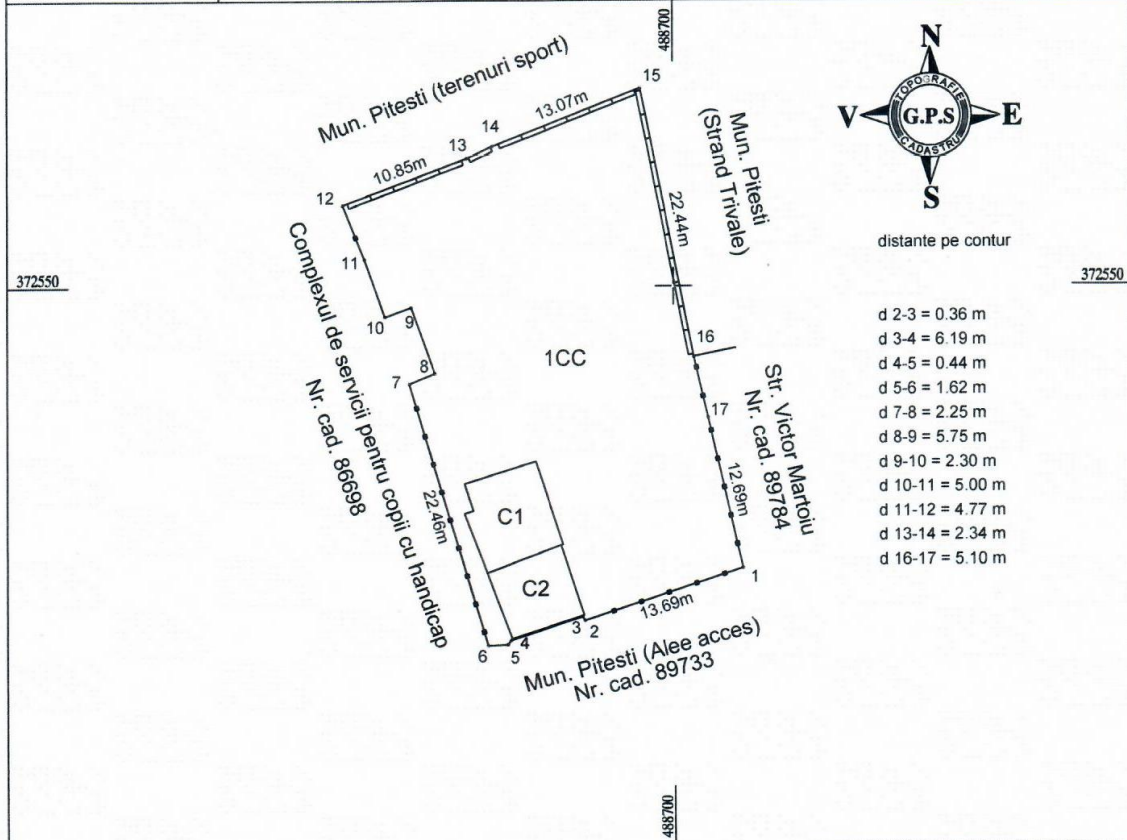 488700
Mun. Pitesti (terenuri sport)
15
13.07m
14
13
10.85m
12
Mun. Pitesti
(Strand Trivale)
N
V
TOPOGRAFIE
G.P.S
CADASTRU
E
S
22.44m
distante pe contur
11
372550
372550
10
9
8
7
1CC
16
17
Complexul de servicii pentru copii cu handicap
Nr. cad. 86698
Str. Victor Martoiu
Nr. cad. 89784
d 2-3 = 0.36 m
d 3-4 = 6.19 m
d 4-5 = 0.44 m
d 5-6 = 1.62 m
d 7-8 = 2.25 m
d 8-9 = 5.75 m
d 9-10 = 2.30 m
d 10-11 = 5.00 m
d 11-12 = 4.77 m
d 13-14 = 2.34 m
d 16-17 = 5.10 m
22.46m
12.69m
C1
C2
1
13.69m
3
2
4
5
6
Mun. Pitesti (Alee acces)
Nr. cad. 89733
488700